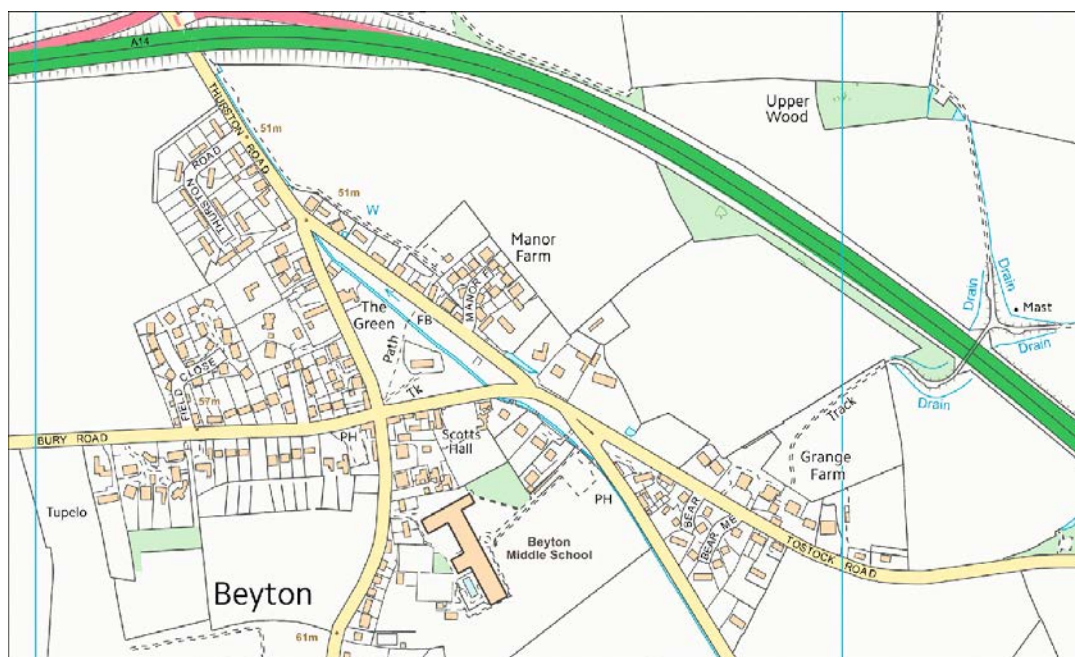 A14
THURSTON ROAD
51m
Upper
Wood
ROAD
THURSTON
51m
W
Manor
Farm
MANOR F
The
Green
FB
Path
Drain
Drain
Mast
Drain
Drain
CLOSE
FIELD
57m
Tk
Track
BURY ROAD
PH
Scotts
Hall
Grange
Farm
Tupelo
PH
BEAR
BEAR ME
Beyton
Middle School
TOSTOCK ROAD
Beyton
61m